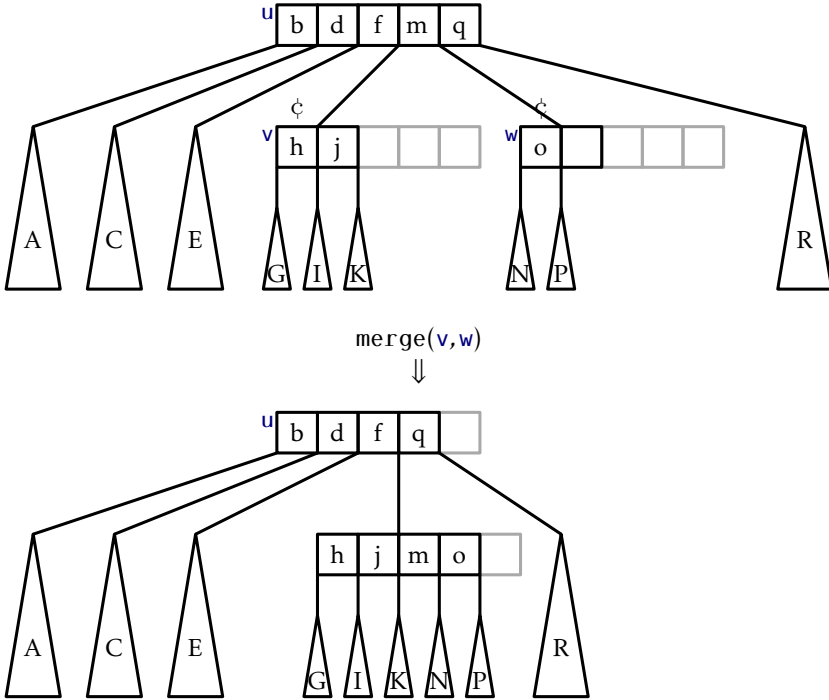 u b d f m q
¢ ¢
v h j w o
A C E G I K N P R
merge(v,w)
⇓
u b d f q
h j m o
A C E G I K N P R